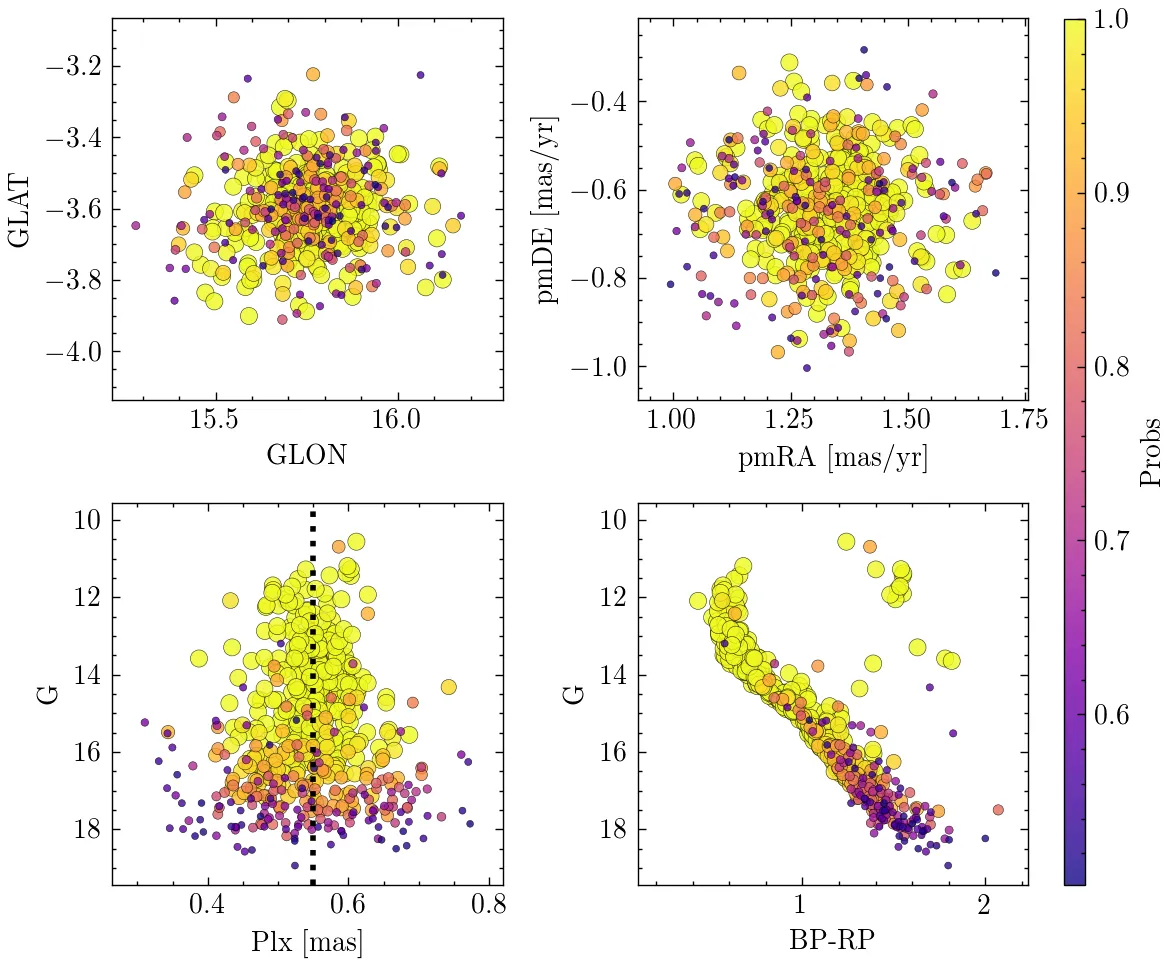 −3.2
−3.4
−3.6
−3.8
−4.0
GLAT
15.5 16.0
GLON
−0.4
−0.6
−0.8
−1.0
pmDE [mas/yr]
1.00 1.25 1.50 1.75
pmRA [mas/yr]
10
12
14
16
18
G
0.4 0.6 0.8
Plx [mas]
10
12
14
16
18
G
1 2
BP-RP
1.0
0.9
0.8
0.7
0.6
Probs